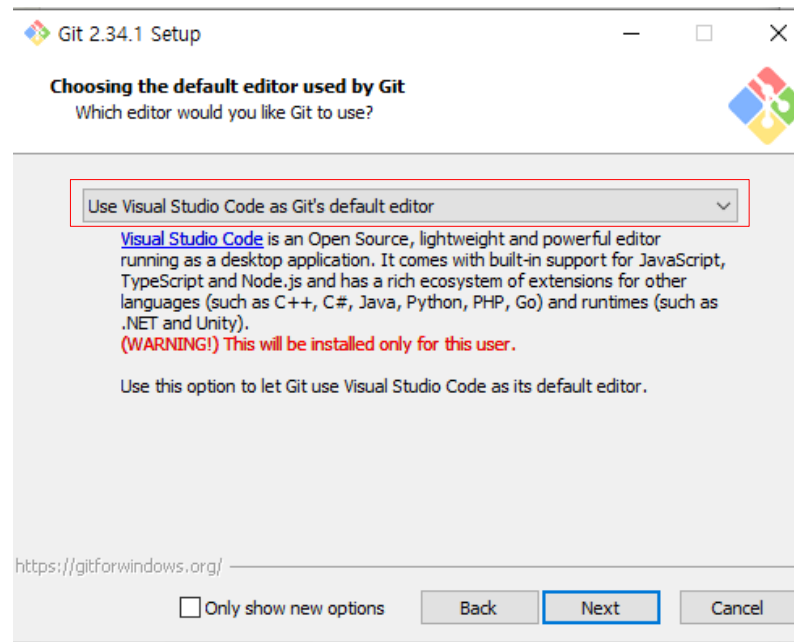 Git 2.34.1 Setup
Choosing the default editor used by Git
Which editor would you like Git to use?
Use Visual Studio Code as Git's default editor
Visual Studio Code is an Open Source, lightweight and powerful editor
running as a desktop application. It comes with built-in support for JavaScript,
TypeScript and Node.js and has a rich ecosystem of extensions for other
languages (such as C++, C#, Java, Python, PHP, Go) and runtimes (such as
.NET and Unity).
(WARNING!) This will be installed only for this user.
Use this option to let Git use Visual Studio Code as its default editor.
https://gitforwindows.org/
Only show new options
Back
Next
Cancel